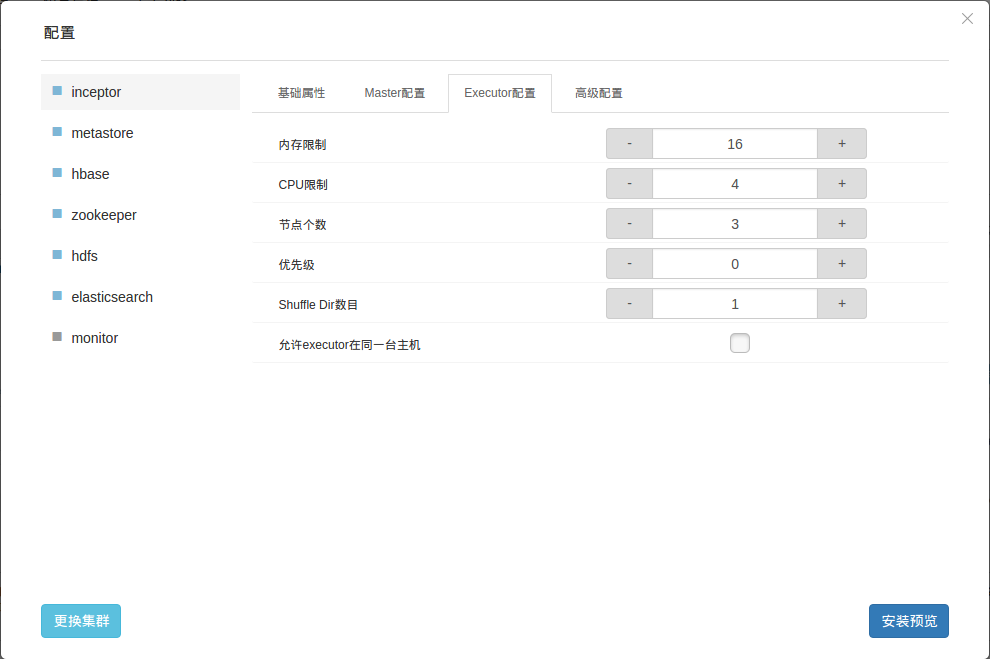 配置
inceptor
metastore
hbase
zookeeper
hdfs
elasticsearch
monitor
基础属性 Master配置 Executor配置 高级配置
内存限制 - 16 +
CPU限制 - 4 +
节点个数 - 3 +
优先级 - 0 +
Shuffle Dir数目 - 1 +
允许executor在同一台主机
更换集群 安装预览